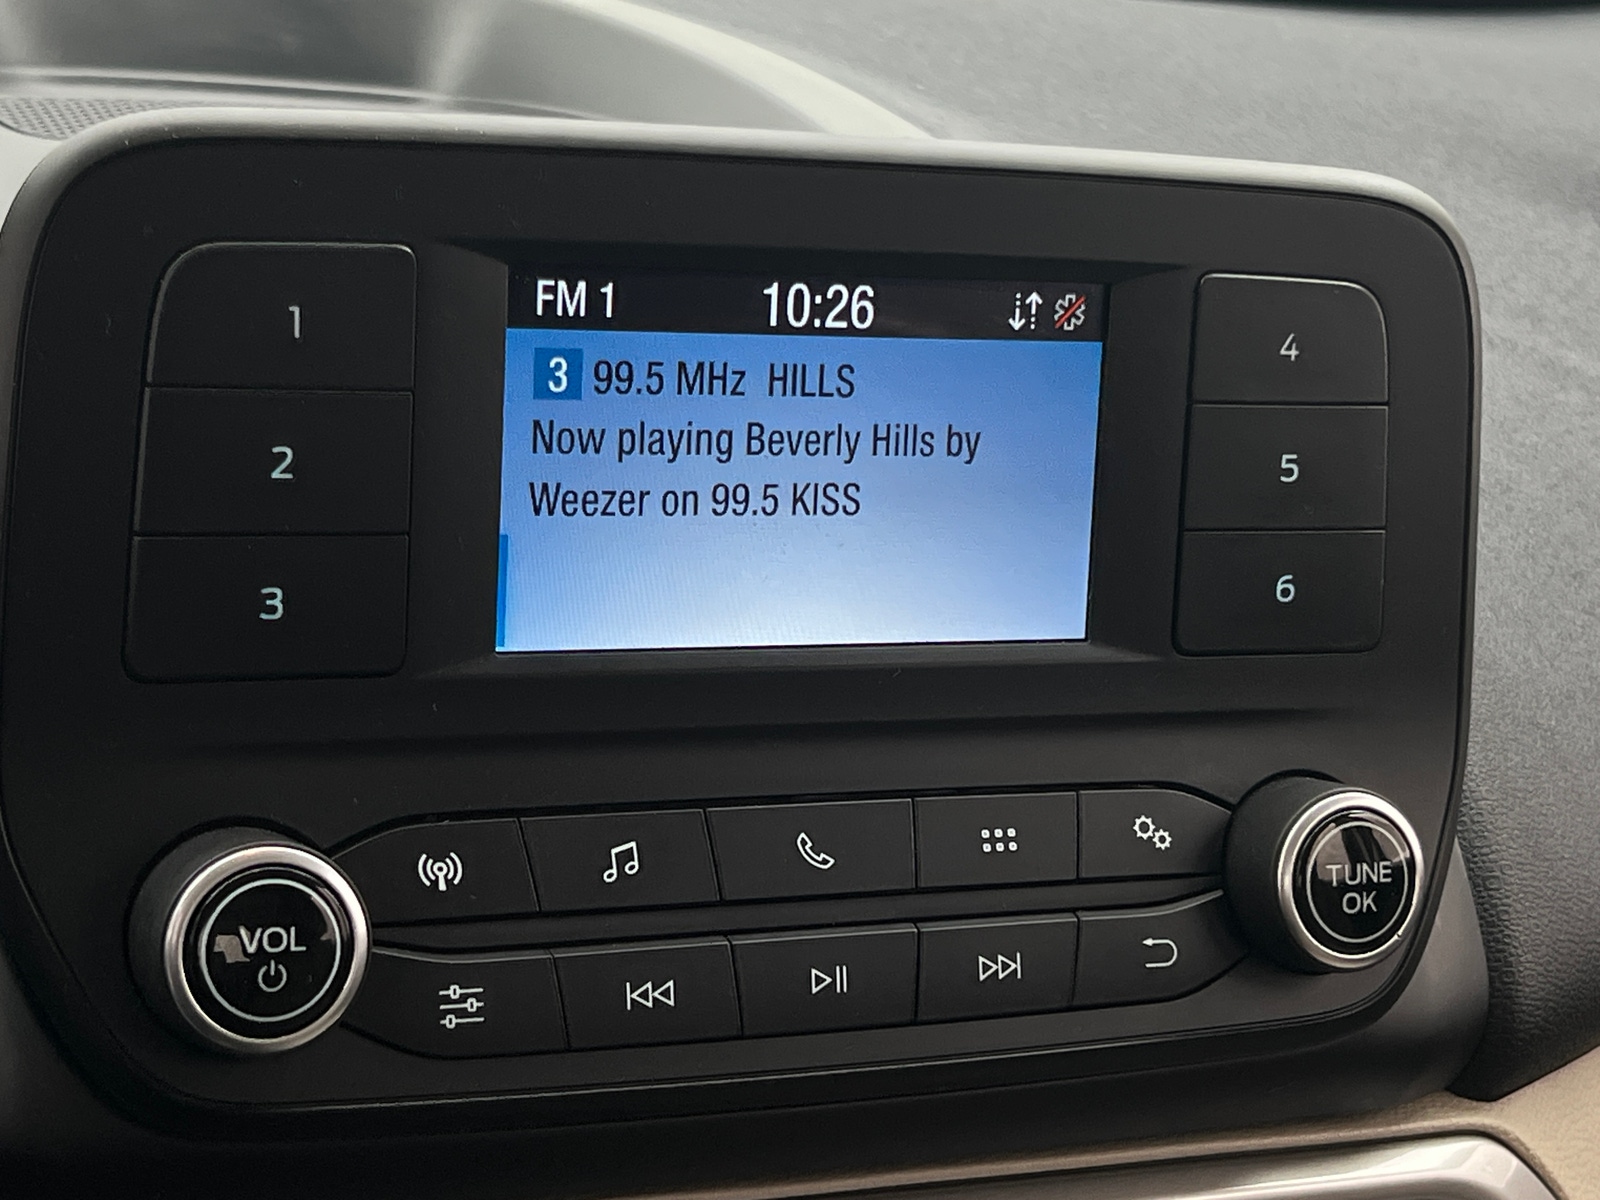 FM 1 10:26
3 99.5 MHz HILLS
Now playing Beverly Hills by
Weezer on 99.5 KISS
1
2
3
4
5
6
VOL
TUNE
OK